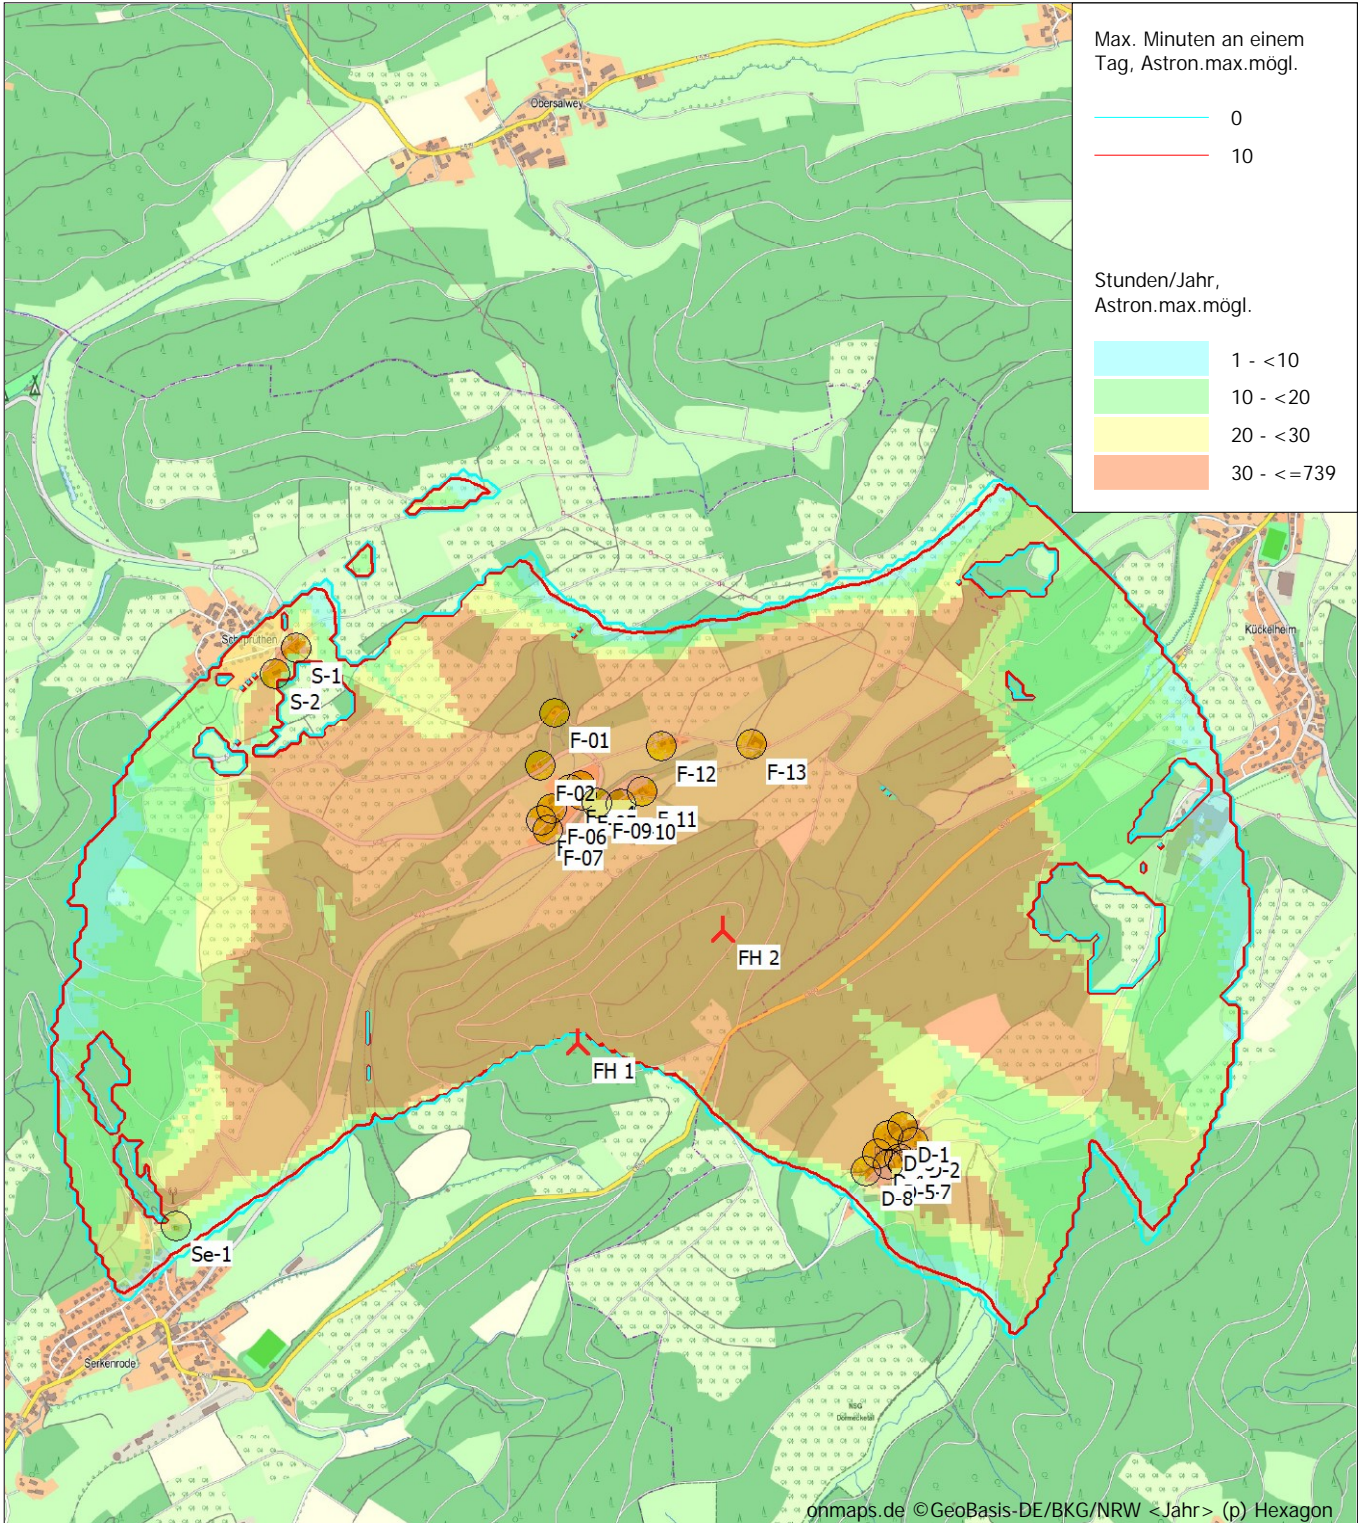 Max. Minuten an einem
Tag, Astron.max.mögl.
0
10
Stunden/Jahr,
Astron.max.mögl.
1 - <10
10 - <20
20 - <30
30 - <=739
Obersalwey
Kückelheim
S-1
S-2
F-01
F-12
F-13
F-02
F-11
F-09
10
F-06
F-07
FH 2
FH 1
D-1
D-2
D-8
Se-1
Serkenrode
onmaps.de ©GeoBasis-DE/BKG/NRW <Jahr> (p) Hexagon